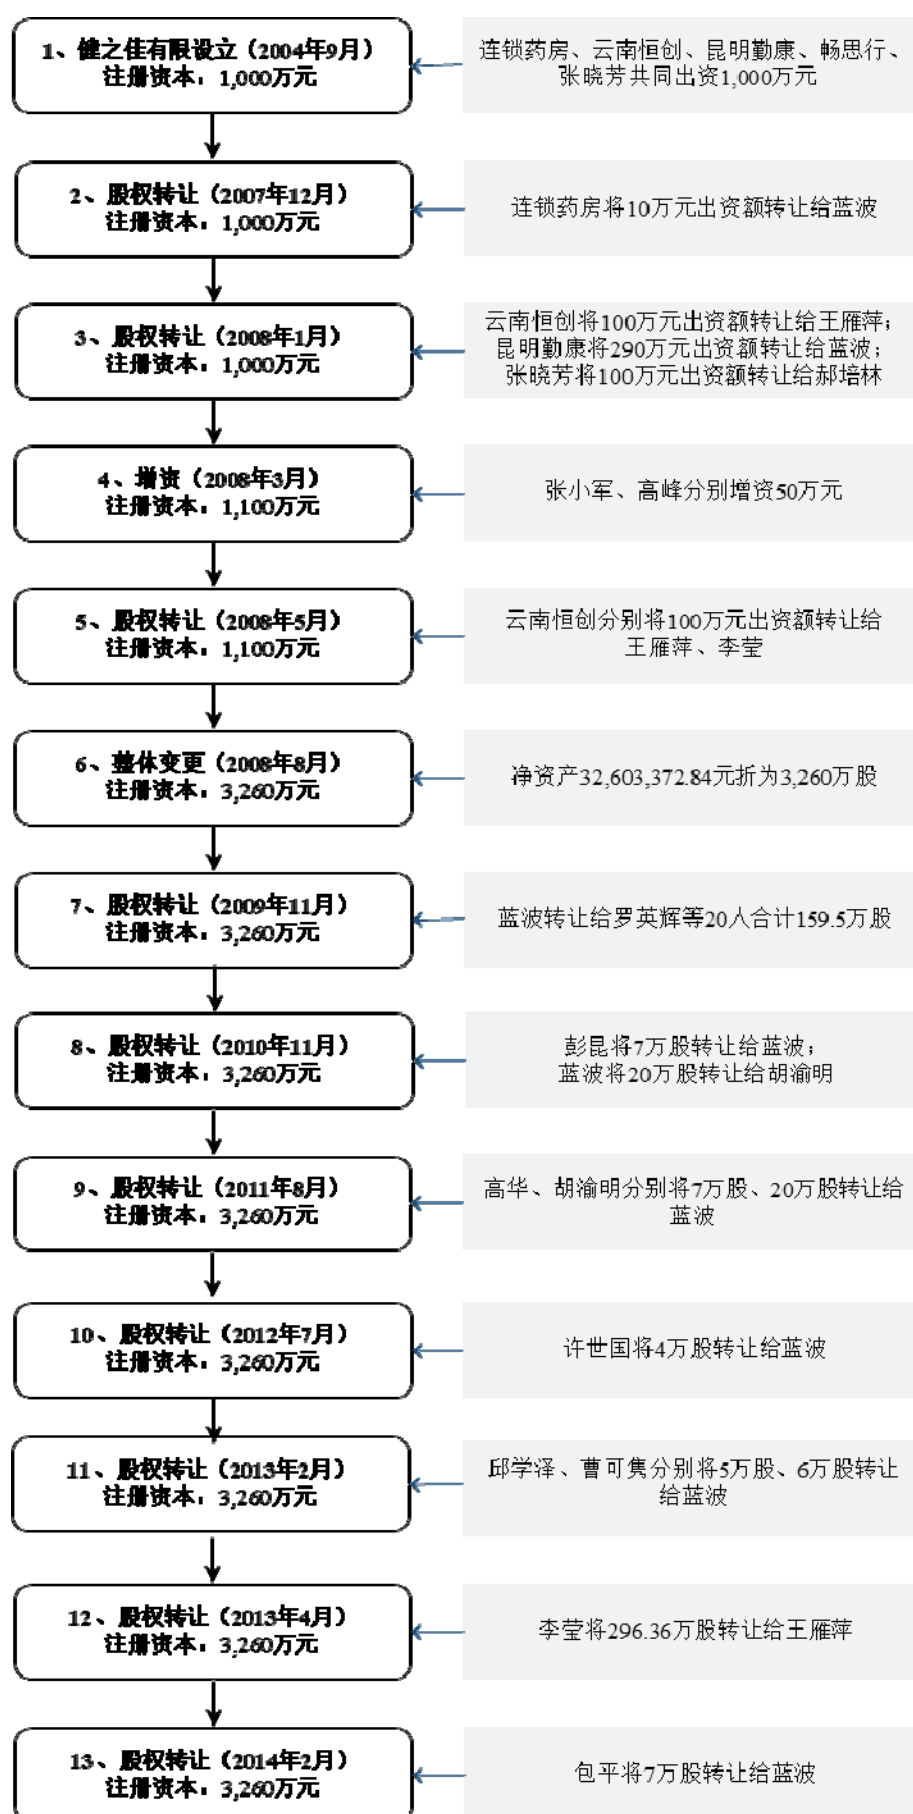 1、健之佳有限设立（2004年9月）
注册资本：1,000万元
连锁药房、云南恒创、昆明勤康、畅思行、
张晓芳共同出资1,000万元
2、股权转让（2007年12月）
注册资本：1,000万元
连锁药房将10万元出资额转让给蓝波
3、股权转让（2008年1月）
注册资本：1,000万元
云南恒创将100万元出资额转让给王雁萍；
昆明勤康将290万元出资额转让给蓝波；
张晓芳将100万元出资额转让给郝培林
4、增资（2008年3月）
注册资本：1,100万元
张小军、高峰分别增资50万元
5、股权转让（2008年5月）
注册资本：1,100万元
云南恒创分别将100万元出资额转让给
王雁萍、李莹
6、整体变更（2008年8月）
注册资本：3,260万元
净资产32,603,372.84元折为3,260万股
7、股权转让（2009年11月）
注册资本：3,260万元
蓝波转让给罗英辉等20人合计159.5万股
8、股权转让（2010年11月）
注册资本：3,260万元
彭昆将7万股转让给蓝波；
蓝波将20万股转让给胡渝明
9、股权转让（2011年8月）
注册资本：3,260万元
高华、胡渝明分别将7万股、20万股转让给
蓝波
10、股权转让（2012年7月）
注册资本：3,260万元
许世国将4万股转让给蓝波
11、股权转让（2013年2月）
注册资本：3,260万元
邱学泽、曹可隽分别将5万股、6万股转让
给蓝波
12、股权转让（2013年4月）
注册资本：3,260万元
李莹将296.36万股转让给王雁萍
13、股权转让（2014年2月）
注册资本：3,260万元
包平将7万股转让给蓝波